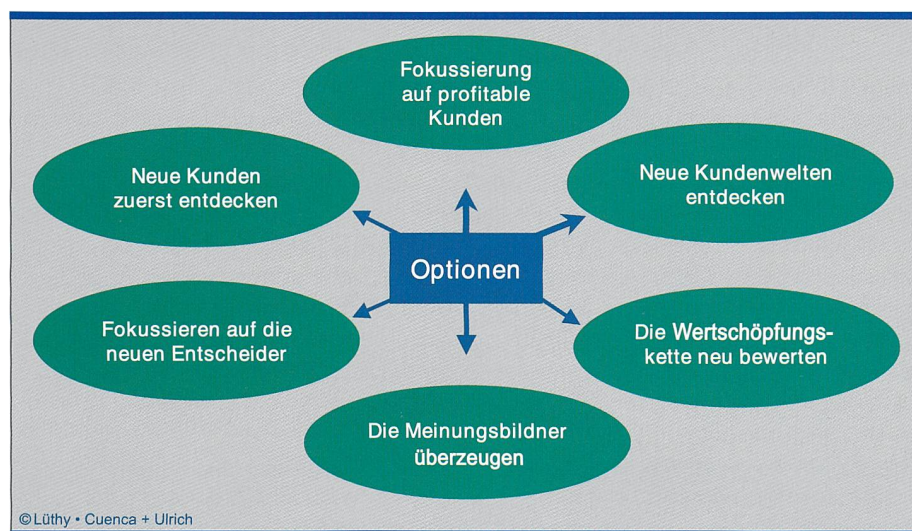 Fokussierung
auf profitable
Kunden
Neue Kunden
zuerst entdecken
Neue Kundenwelten
entdecken
Optionen
Fokussieren auf die
neuen Entscheider
Die Wertschöpfungs-
kette neu bewerten
Die Meinungsbildner
überzeugen
© Lüthy • Cuenca + Ulrich